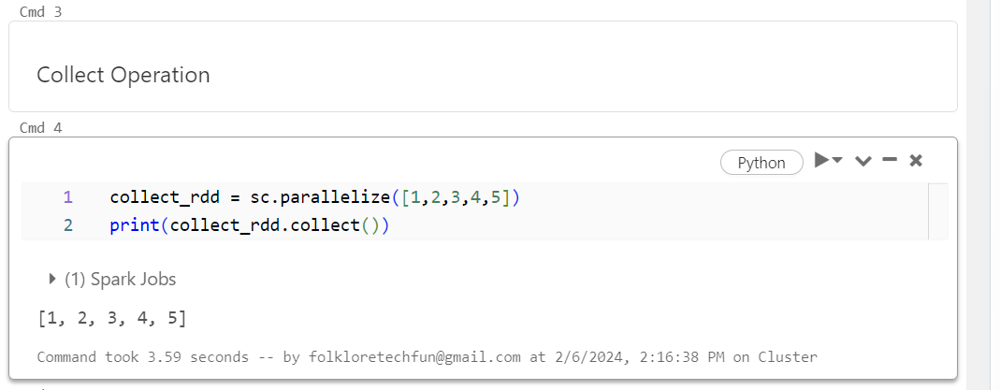 Cmd 3
Collect Operation
Cmd 4
Python
1 collect_rdd = sc.parallelize([1,2,3,4,5])
2 print(collect_rdd.collect())
(1) Spark Jobs
[1, 2, 3, 4, 5]
Command took 3.59 seconds -- by folkloretechfun@gmail.com at 2/6/2024, 2:16:38 PM on Cluster